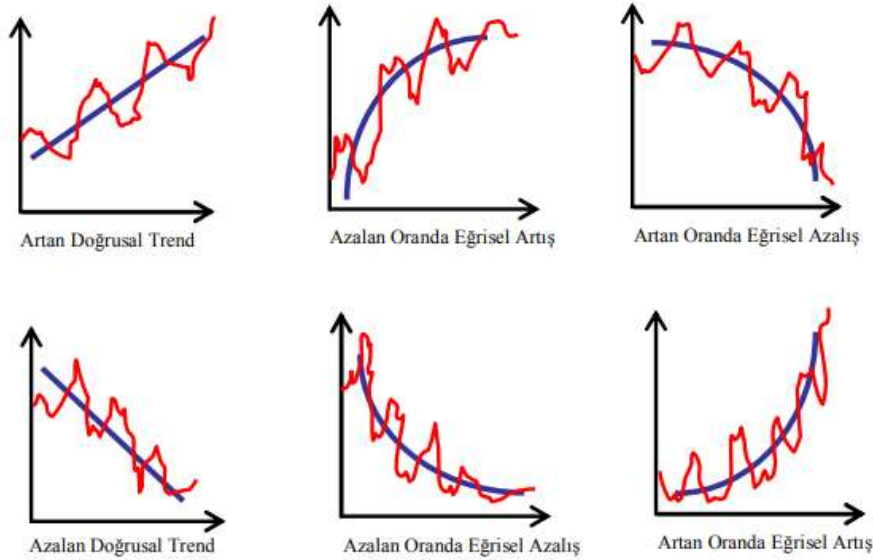 Artan Doğrusal Trend
Azalan Oranda Eğrisel Artış
Artan Oranda Eğrisel Azalış
Azalan Doğrusal Trend
Azalan Oranda Eğrisel Azalış
Artan Oranda Eğrisel Artış